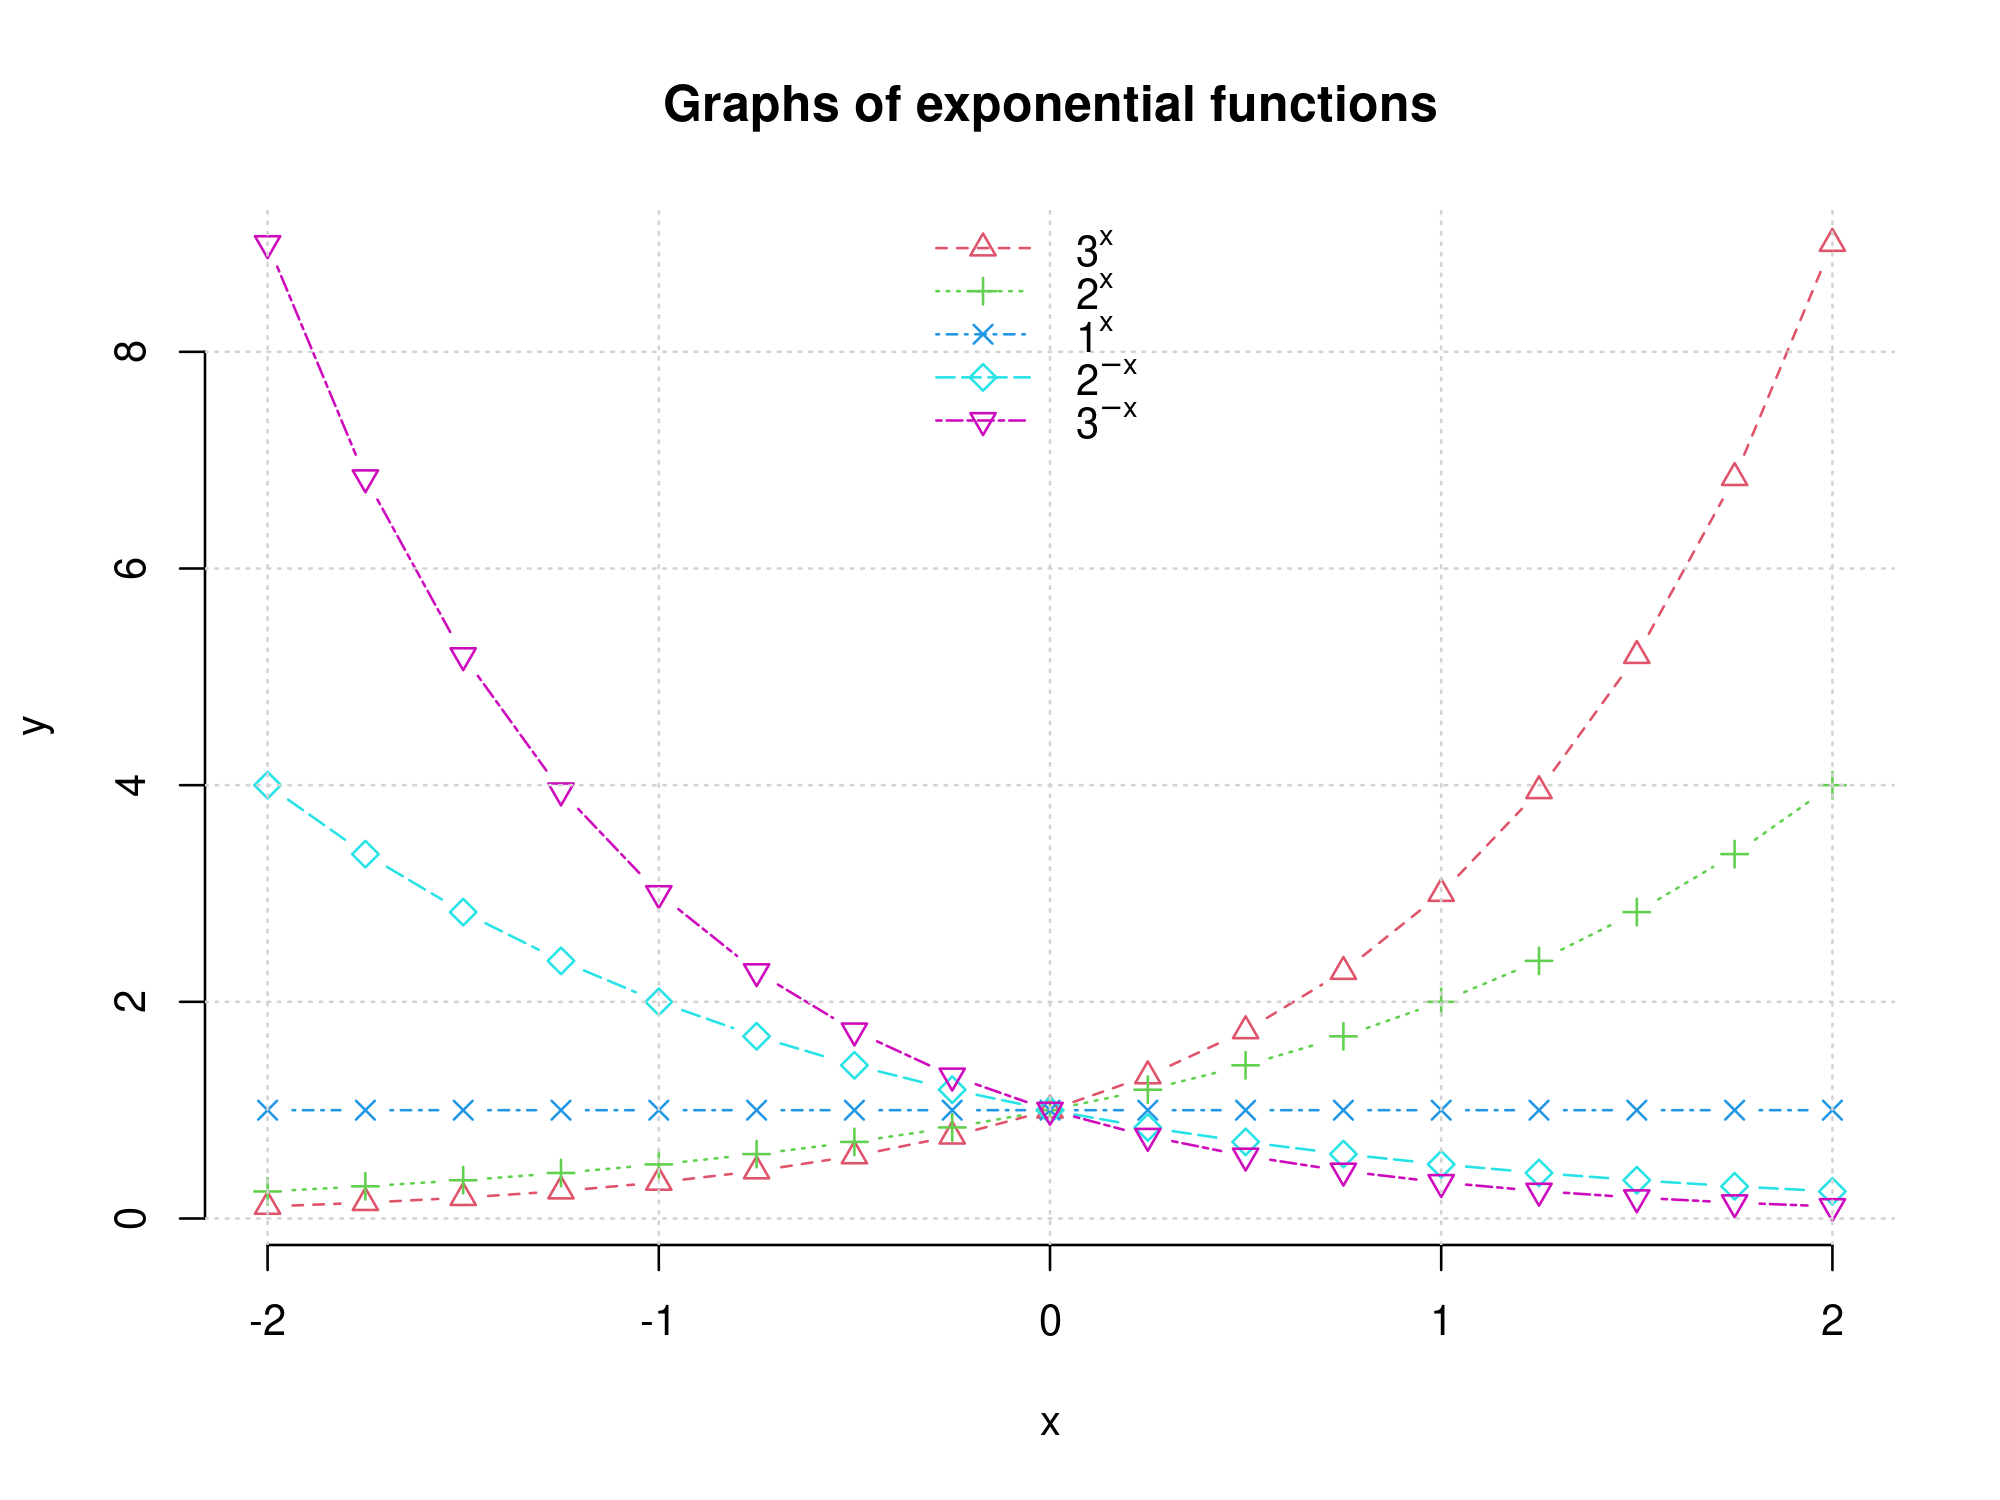 Graphs of exponential functions
3^x
2^x
1^x
2^−x
3^−x
8
6
4
2
0
y
-2 -1 0 1 2
x